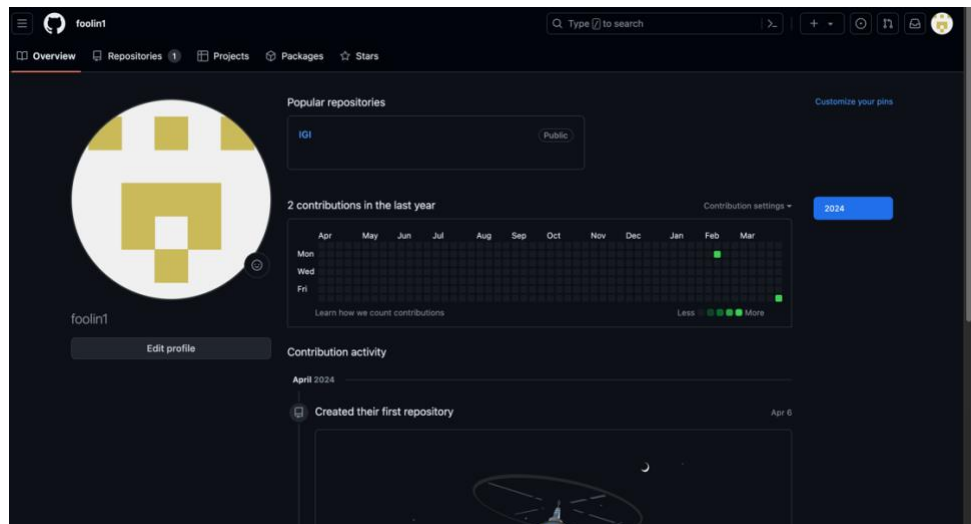 foolin1
Type / to search
Overview
Repositories 1
Projects
Packages
Stars
Popular repositories
Customize your pins
IGI
Public
2 contributions in the last year
Contribution settings
2024
Apr May Jun Jul Aug Sep Oct Nov Dec Jan Feb Mar
Mon
Wed
Fri
Learn how we count contributions
Less
More
foolin1
Edit profile
Contribution activity
April 2024
Created their first repository
Apr 6